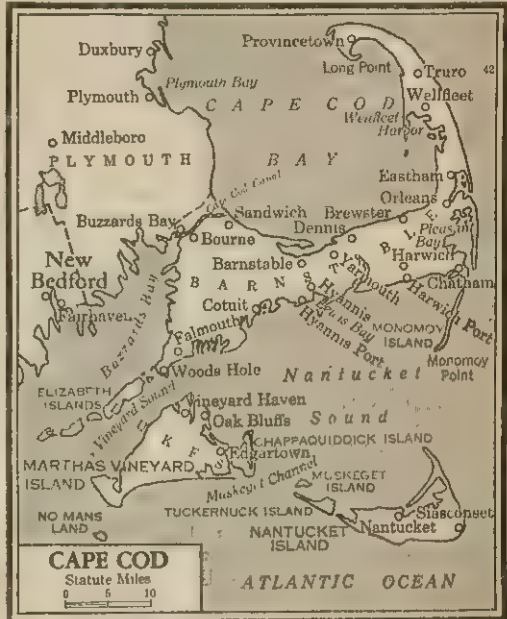 Duxbury
Provincetown
Long Point
Truro
42
Plymouth Bay
Plymouth
Wellfleet
CAPE COD
Wellfleet
Harbor
Middleboro
PLYMOUTH
BAY
Eastham
Cape Cod Canal
Orleans
Buzzards Bay
Sandwich
Brewster
Bourne
Dennis
Pleasant
Bay
New
Bedford
Barnstable
Harwich
BARNSTABLE
Yarmouth
Chatham
Fairhaven
Buzzards Bay
Cotuit
Hyannis
Lewis Bay
Harwich Port
Falmouth
Hyannis Port
MONOMOY
ISLAND
Woods Hole
Nantucket
Monomoy
Point
ELIZABETH
ISLANDS
Vineyard Sound
Vineyard Haven
Oak Bluffs
Sound
DUKES
CHAPPAQUIDDICK ISLAND
Edgartown
MARTHAS VINEYARD
ISLAND
Muskeget Channel
MUSKEGET
ISLAND
TUCKERNUCK ISLAND
Siasconset
NO MANS
LAND
Nantucket
NANTUCKET
ISLAND
CAPE COD
Statute Miles
0 5 10
ATLANTIC OCEAN